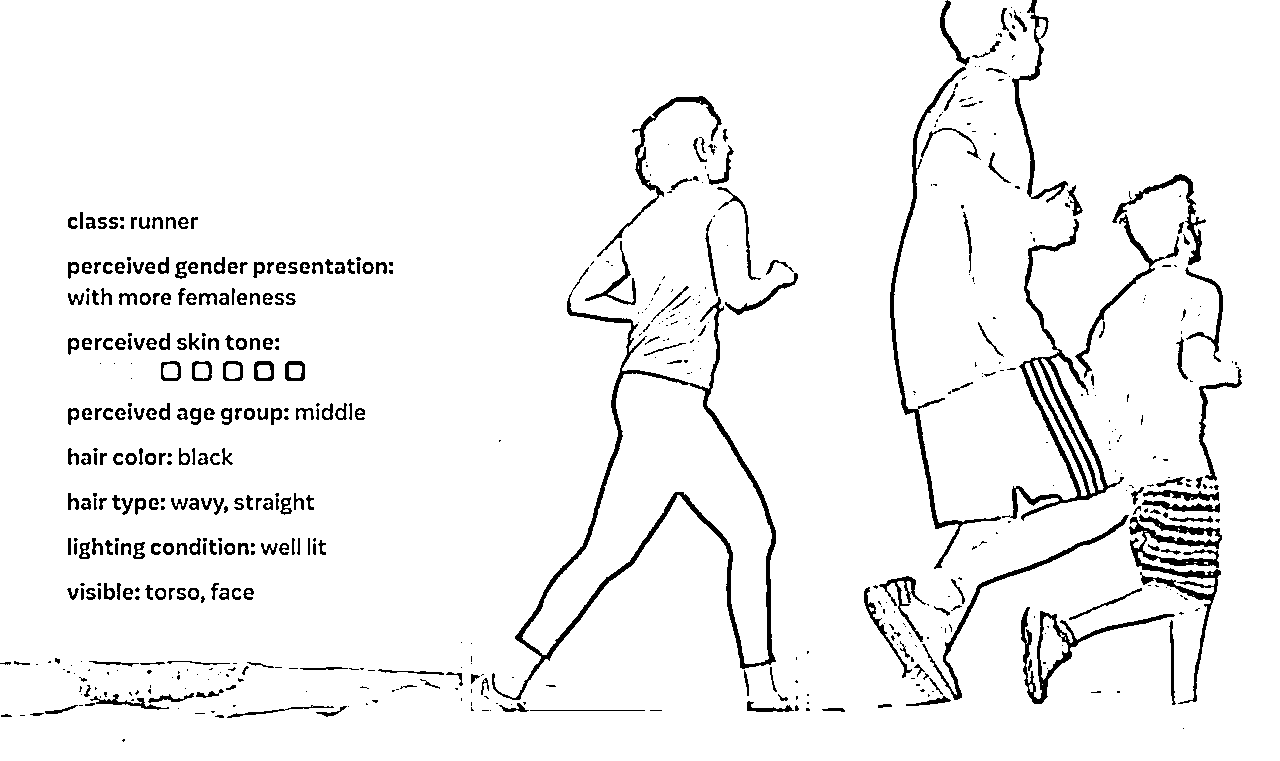 class: runner
perceived gender presentation:
with more femaleness
perceived skin tone:
perceived age group: middle
hair color: black
hair type: wavy, straight
lighting condition: well lit
visible: torso, face